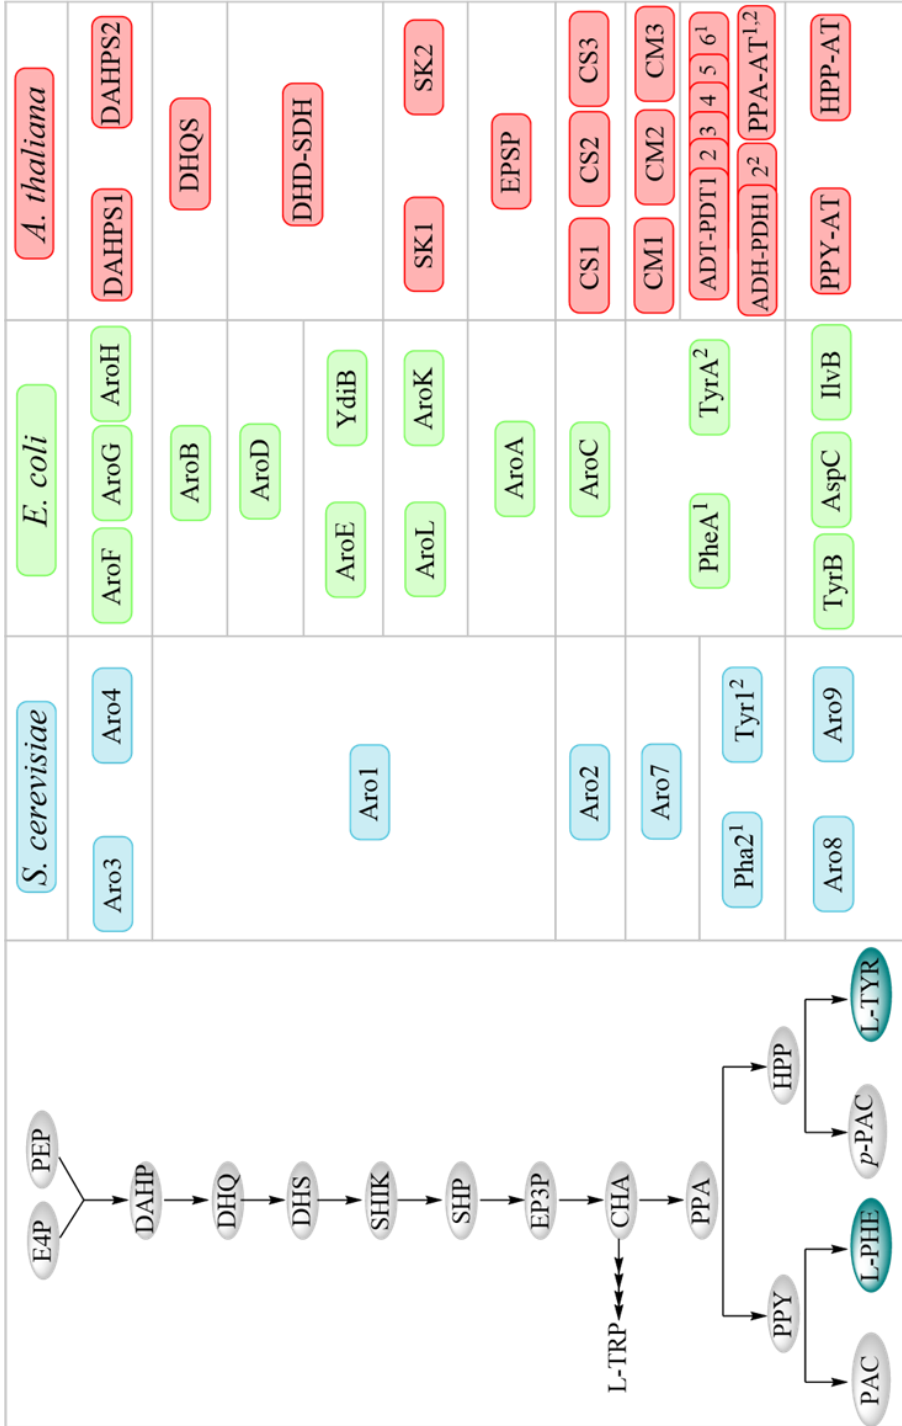 S. cerevisiae
E. coli
A. thaliana
E4P
PEP
Aro3
Aro4
AroF
AroG
AroH
DAHPS1
DAHPS2
DAHP
AroB
DHQS
DHQ
AroD
DHD-SDH
DHS
Aro1
AroE
YdiB
SHIK
AroL
AroK
SK1
SK2
SHP
AroA
EPSP
EP3P
Aro2
AroC
CS1
CS2
CS3
L-TRP
CHA
Aro7
CM1
CM2
CM3
PPA
PheA¹
TyrA²
ADT-PDT1 2 3 4 5 6¹
Pha2¹
Tyr1²
ADH-PDH1 2²
PPA-AT¹,²
PPY
HPP
Aro8
Aro9
TyrB
AspC
IlvB
PPY-AT
HPP-AT
PAC
L-PHE
p-PAC
L-TYR